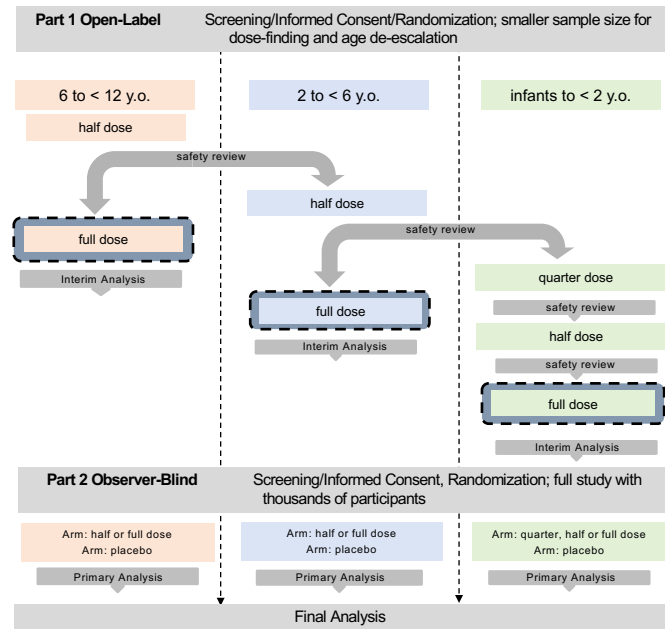 Part 1 Open-Label Screening/Informed Consent/Randomization; smaller sample size for
dose-finding and age de-escalation
6 to < 12 y.o.
2 to < 6 y.o.
infants to < 2 y.o.
half dose
safety review
half dose
full dose
safety review
Interim Analysis
quarter dose
full dose
safety review
half dose
Interim Analysis
safety review
full dose
Interim Analysis
Part 2 Observer-Blind Screening/Informed Consent, Randomization; full study with
thousands of participants
Arm: half or full dose
Arm: placebo
Arm: half or full dose
Arm: placebo
Arm: quarter, half or full dose
Arm: placebo
Primary Analysis
Primary Analysis
Primary Analysis
Final Analysis